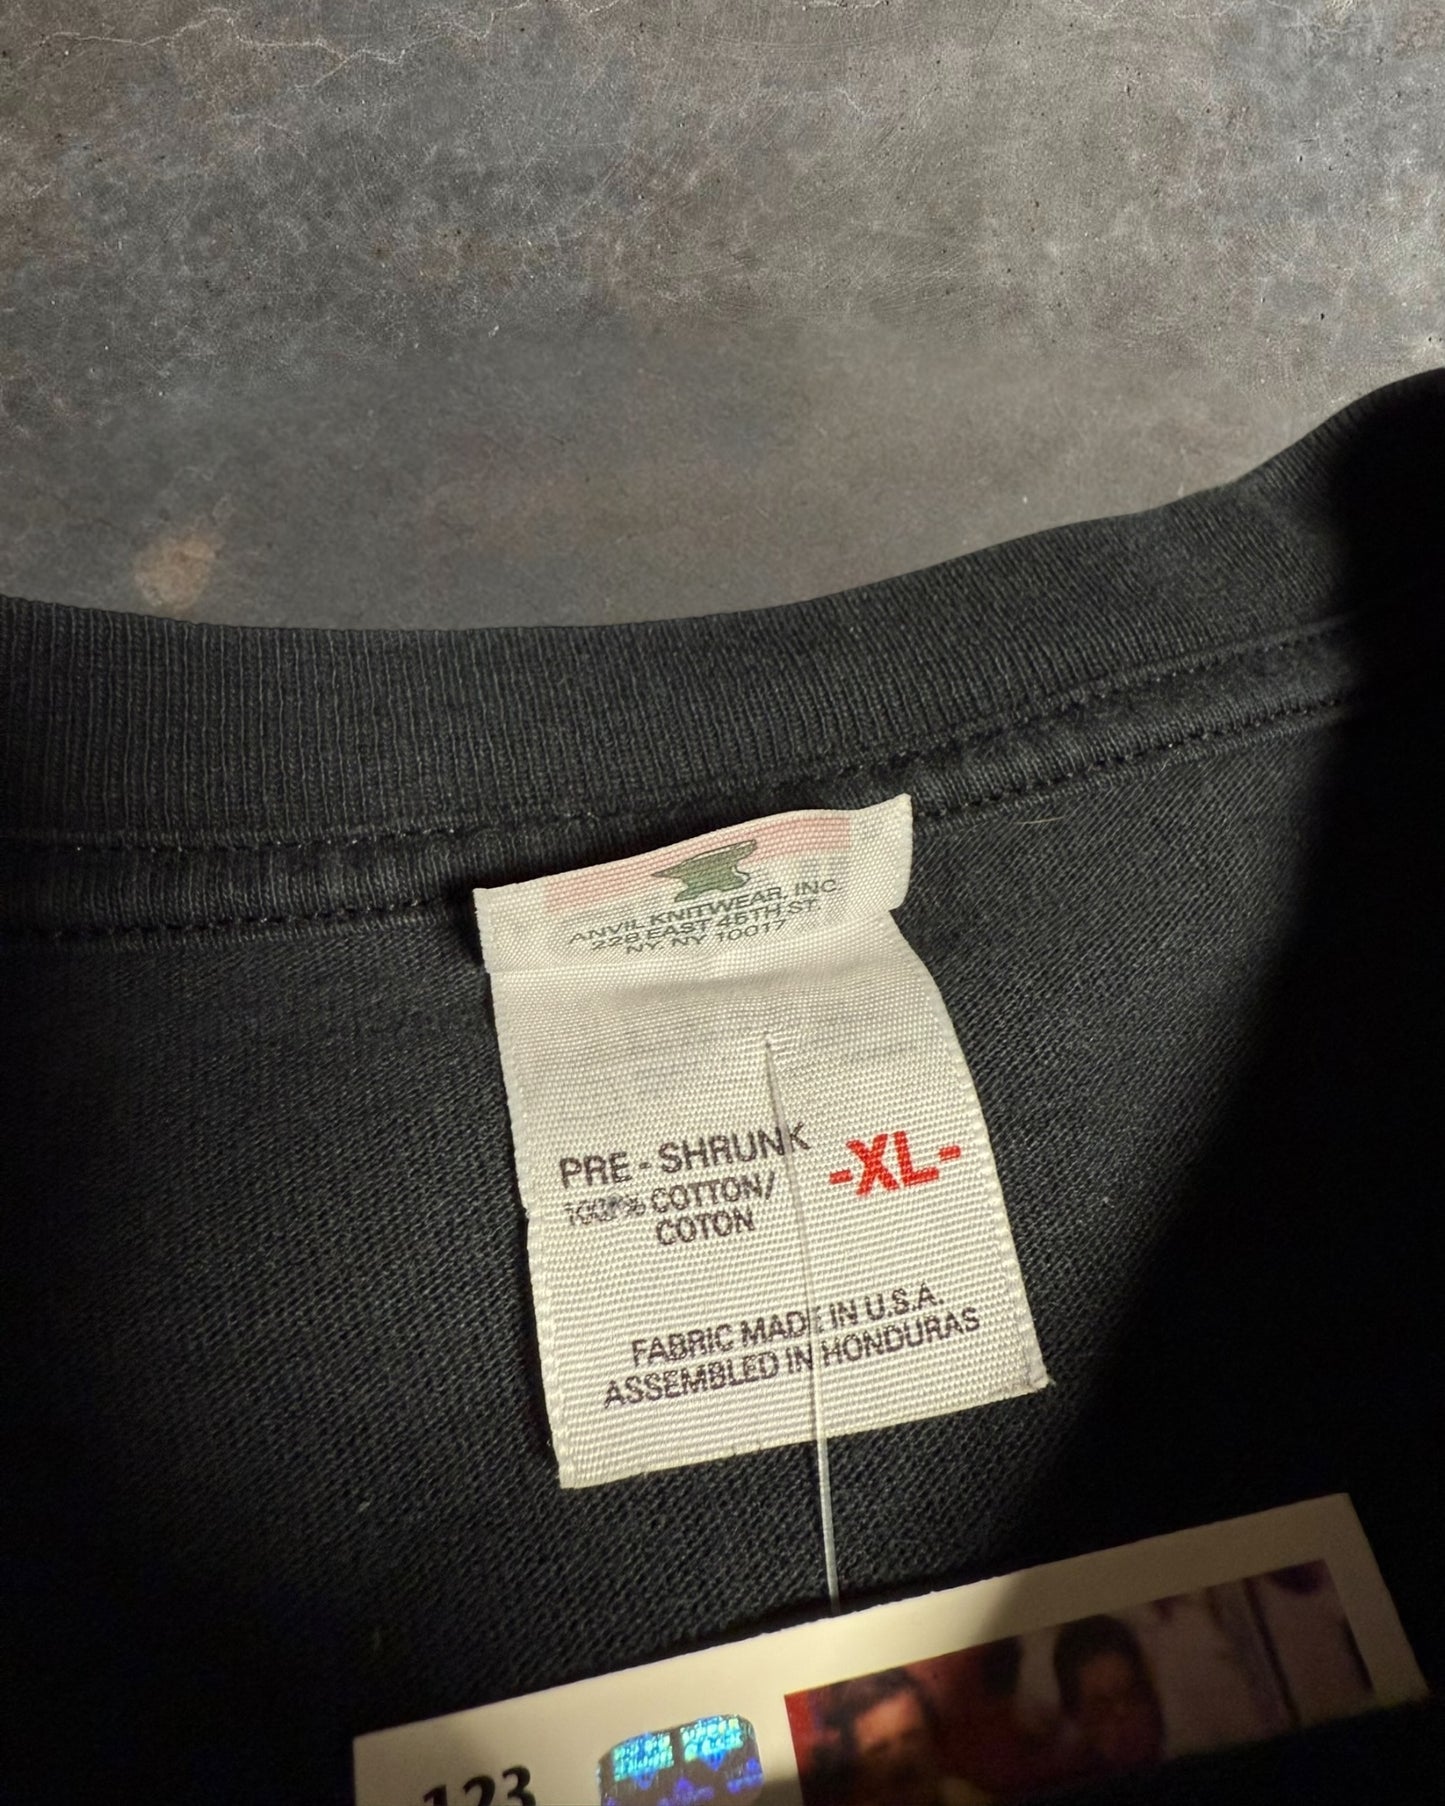 ANVIL KNITWEAR, INC.
228 EAST 45TH ST.
NY. NY 10017
PRE - SHRUNK
100% COTTON/
COTON
-XL-
FABRIC MADE IN U.S.A.
ASSEMBLED IN HONDURAS
123